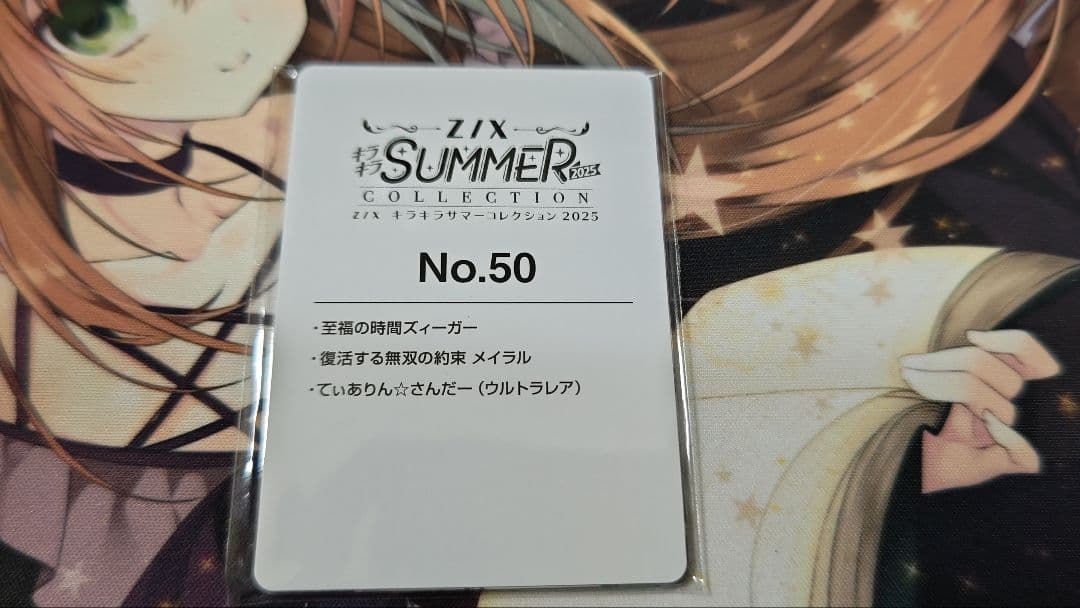 Z/X
キラキラ SUMMER 2025
COLLECTION
Z/X キラキラサマーコレクション 2025
No.50
・至福の時間ズィーガー
・復活する無双の約束 メイラル
・てぃありん☆さんだー（ウルトラレア）